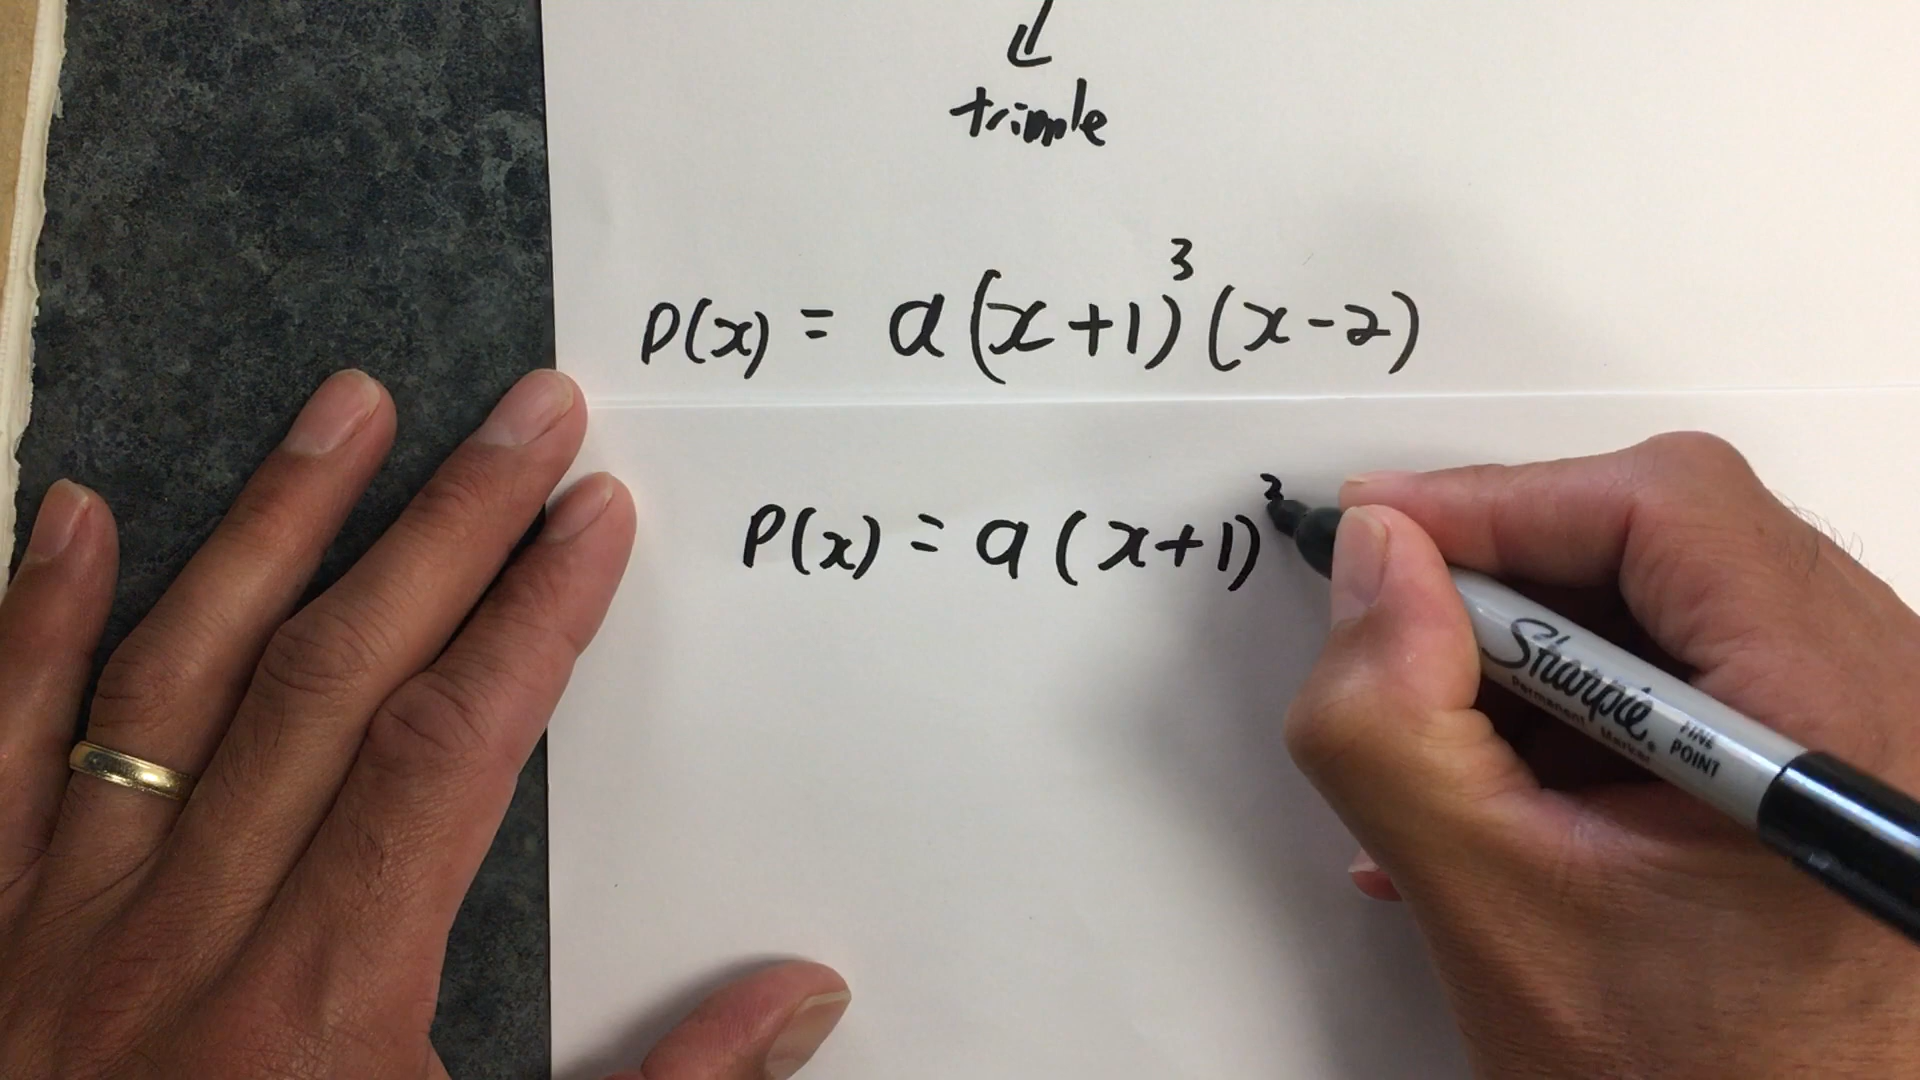 triple
P(x) = a(x+1)³(x-2)
P(x) = a(x+1)³
Sharpie
Permanent Marker
FINE
POINT